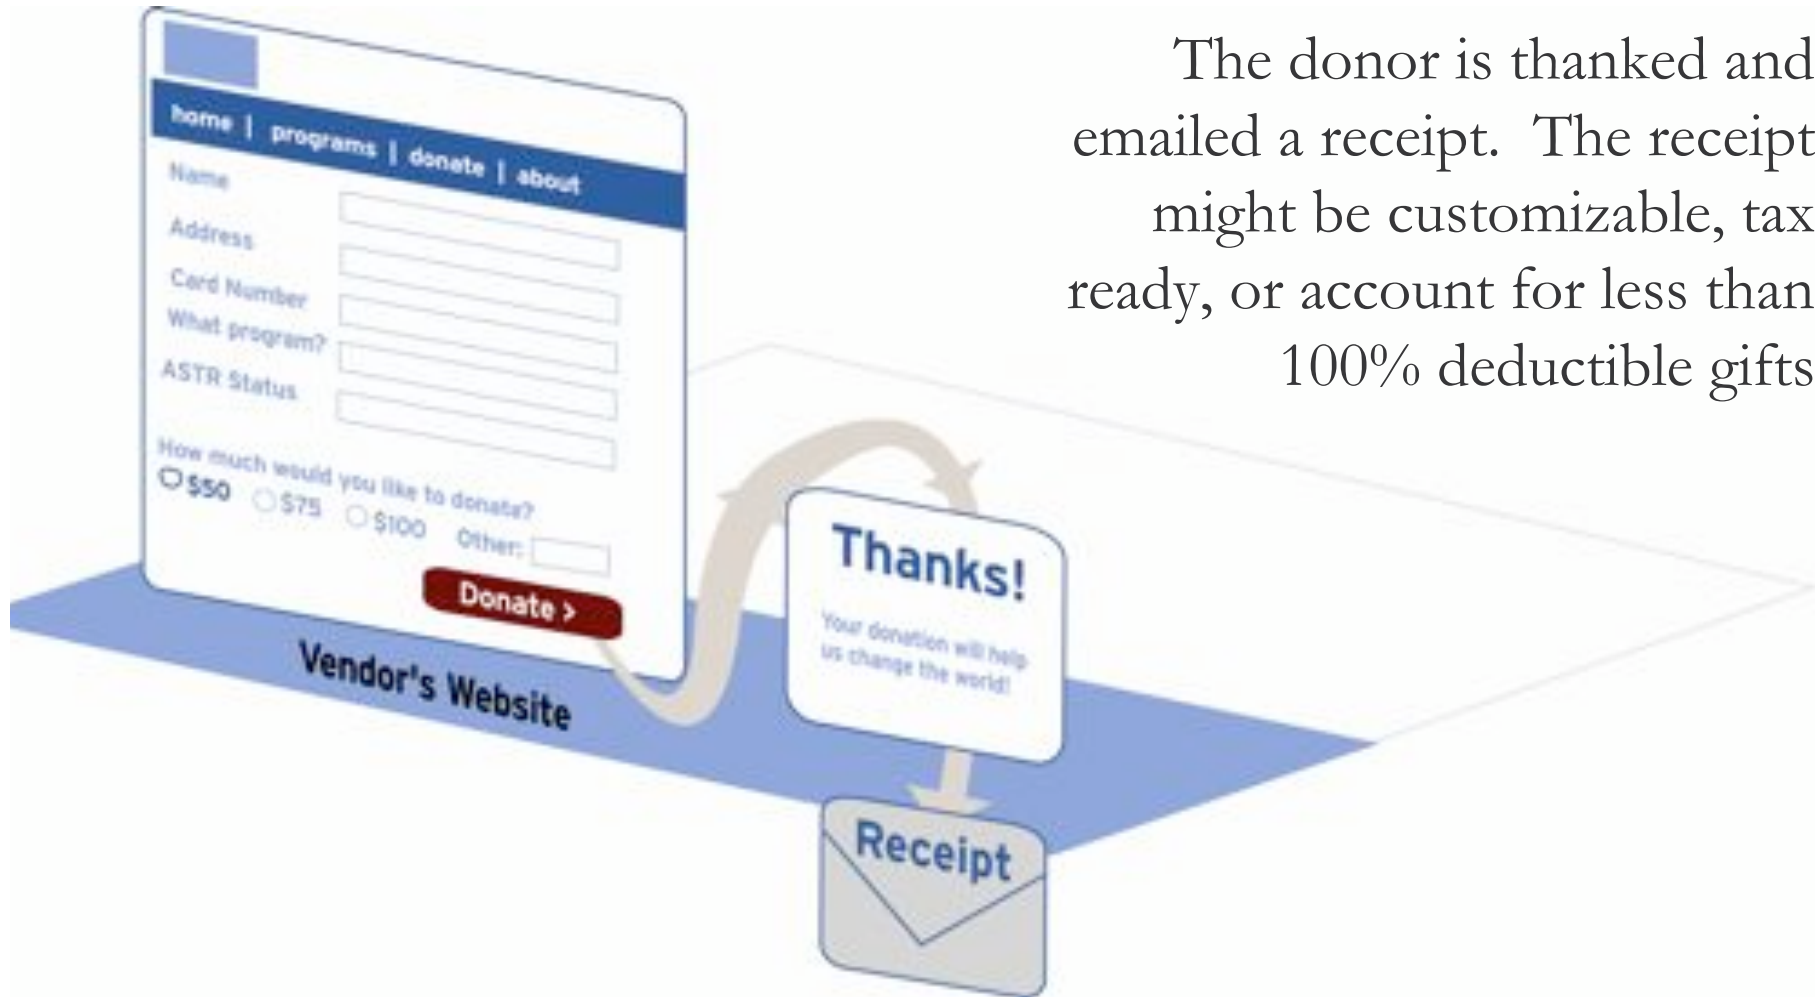 The donor is thanked and
emailed a receipt. The receipt
might be customizable, tax
ready, or account for less than
100% deductible gifts
home | programs | donate | about
Name
Address
Card Number
What program?
ASTR Status
How much would you like to donate?
$50 $75 $100 Other:
Donate >
Vendor's Website
Thanks!
Your donation will help
us change the world!
Receipt